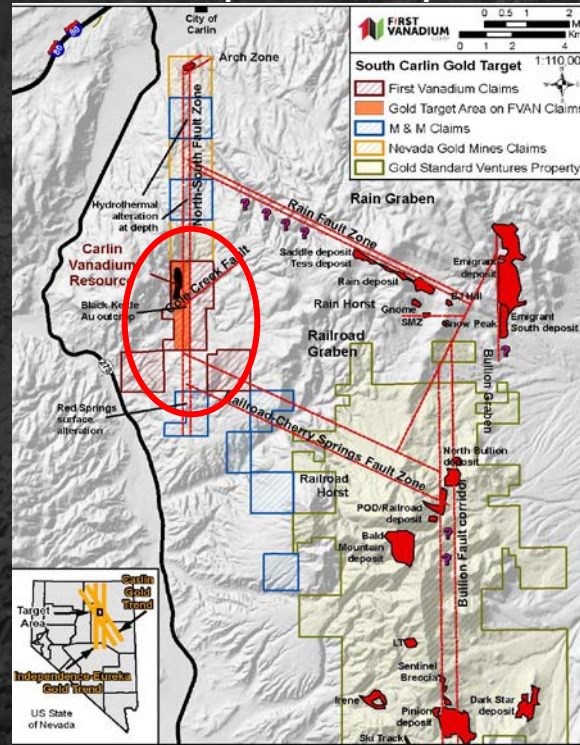 City of
Carlin
Arch Zone
80
80
FIRST
VANADIUM
CORP
0 0.5 1 2
0 2 4
South Carlin Gold Target
1:110,00
First Vanadium Claims
Gold Target Area on FVAN Claims
M & M Claims
Nevada Gold Mines Claims
Gold Standard Ventures Property
North-South Fault Zone
Hydrothermal
alteration
at depth
Rain Graben
Rain Fault Zone
? ? ? ?
Saddle deposit
Tess deposit
Rain deposit
Emigrant
deposit
Carlin
Vanadium
Resource
Creek Fault
Black Kettle
Au outcrop
Rain Horst
Gnome
SMZ
BJ Hill
Snow Peak
Emigrant
South deposit
?
Railroad
Graben
Bullion Graben
278
Red Springs
surface
alteration
Railroad-Cherry Springs Fault Zone
Railroad
Horst
North Bullion
deposit
POD/Railroad
deposit
Bald
Mountain
deposit
?
?
Bullion Fault corridor
LT
Sentinel
Breccia
Irene
Pinion
deposit
Dark Star
deposit
Ski Track
Carlin
Gold
Trend
Target
Area
Independence-Eureka
Gold Trend
US State
of Nevada